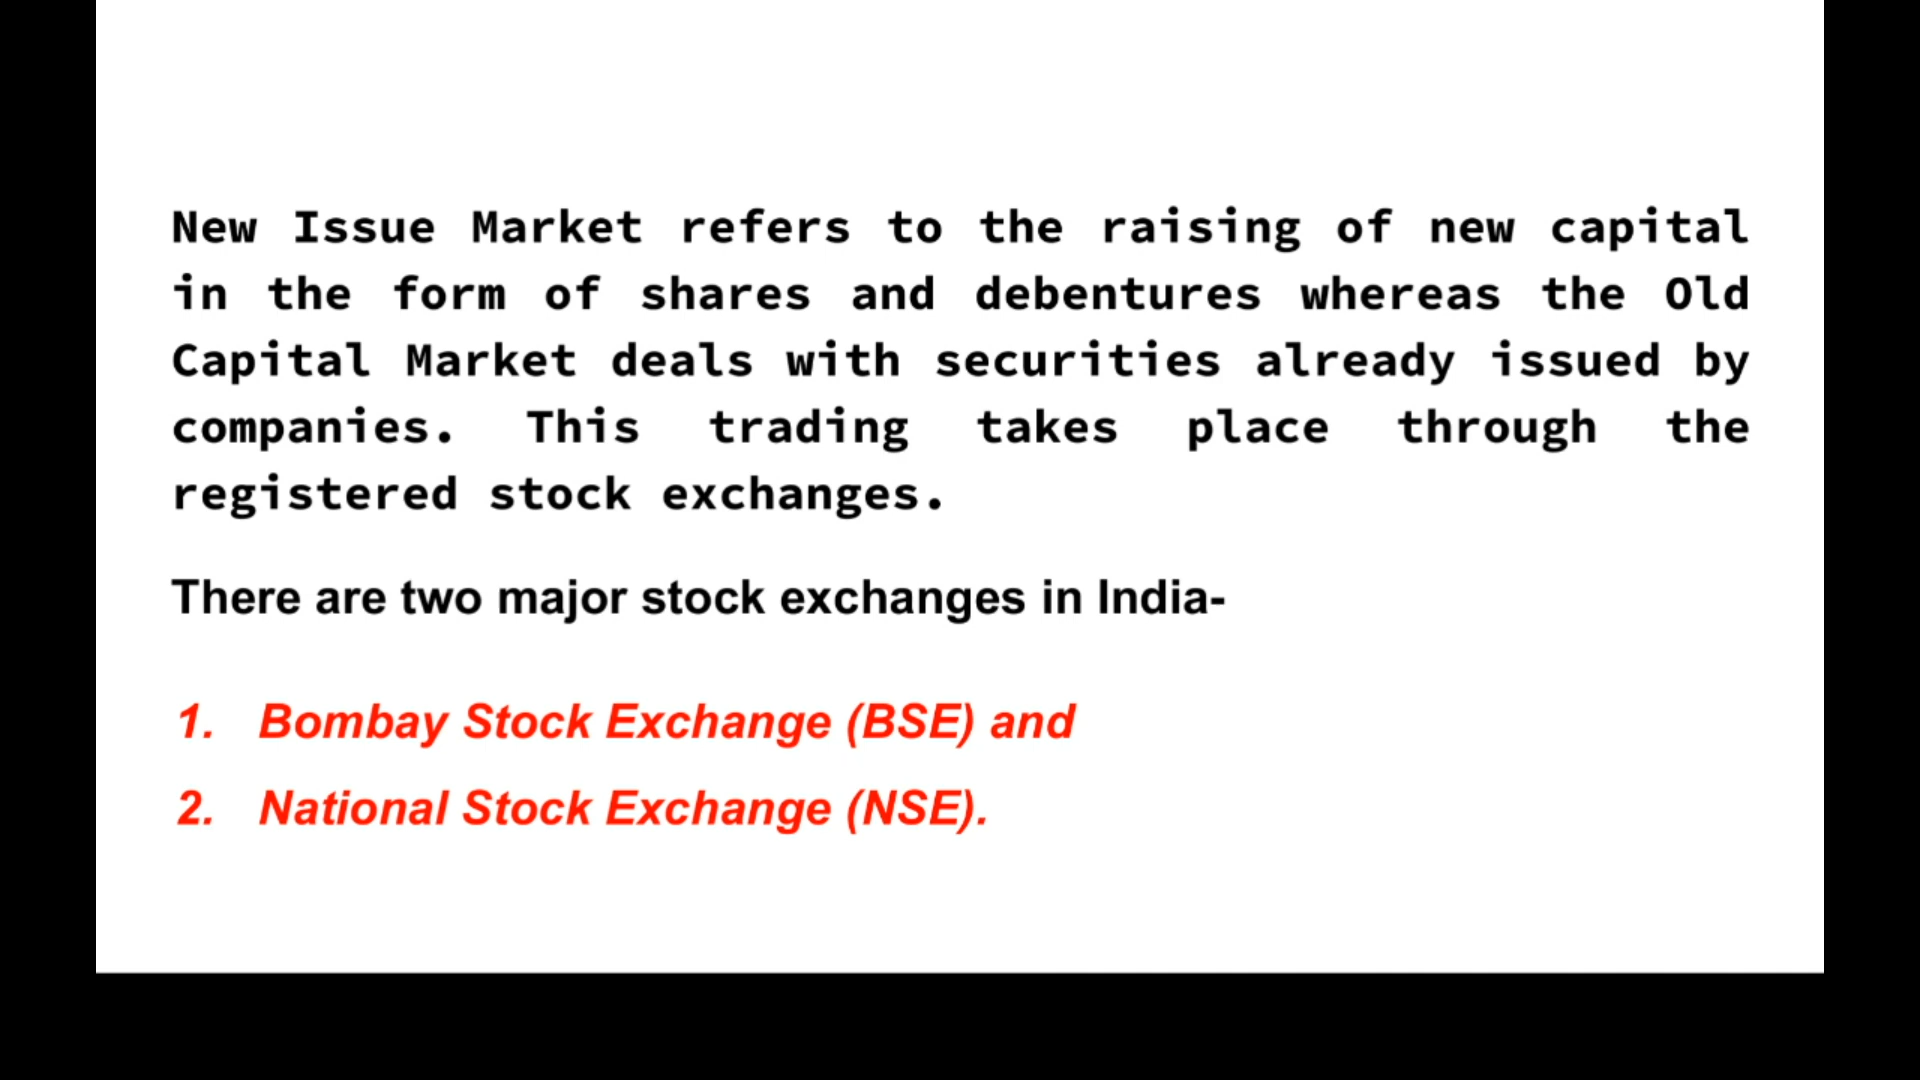 New Issue Market refers to the raising of new capital
in the form of shares and debentures whereas the Old
Capital Market deals with securities already issued by
companies. This trading takes place through the
registered stock exchanges.
There are two major stock exchanges in India-
1. Bombay Stock Exchange (BSE) and
2. National Stock Exchange (NSE).